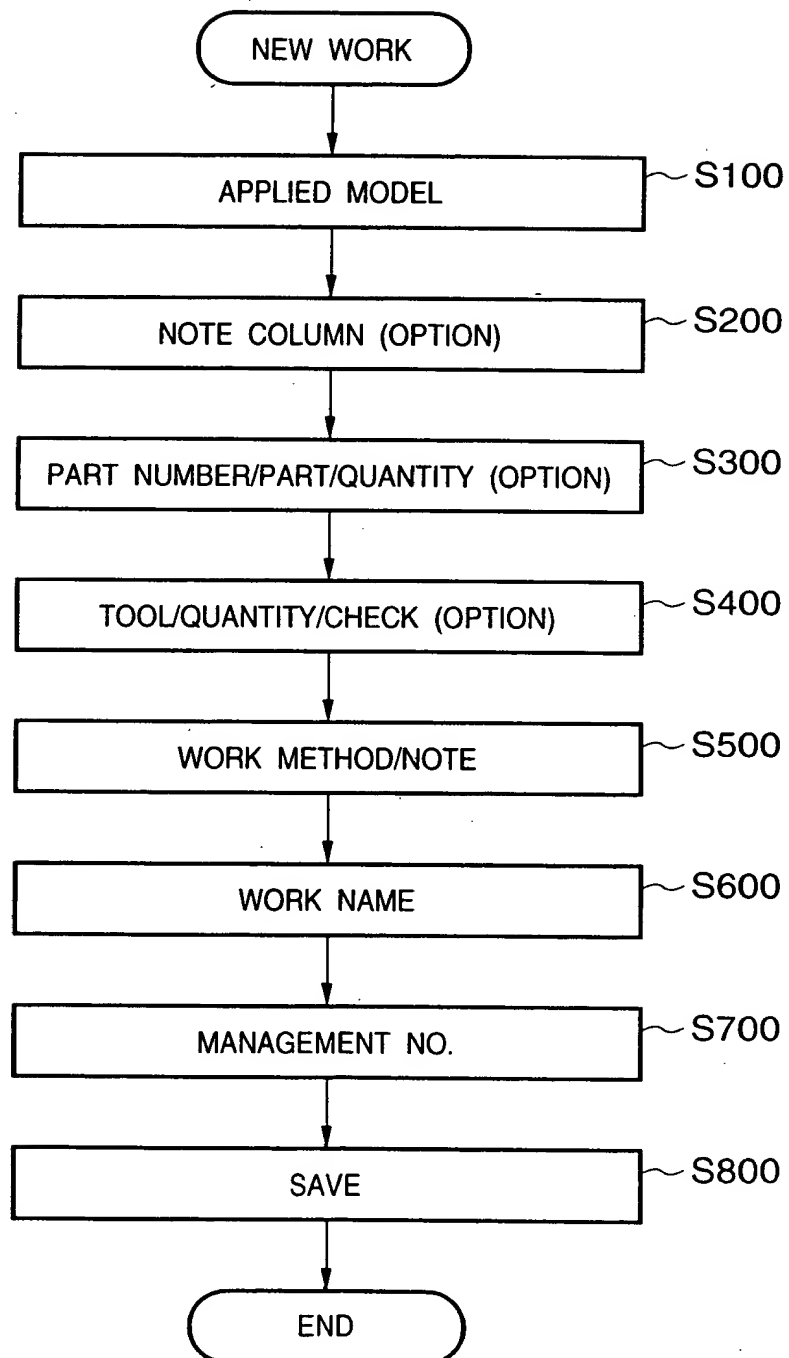 NEW WORK
APPLIED MODEL S100
NOTE COLUMN (OPTION) S200
PART NUMBER/PART/QUANTITY (OPTION) S300
TOOL/QUANTITY/CHECK (OPTION) S400
WORK METHOD/NOTE S500
WORK NAME S600
MANAGEMENT NO. S700
SAVE S800
END